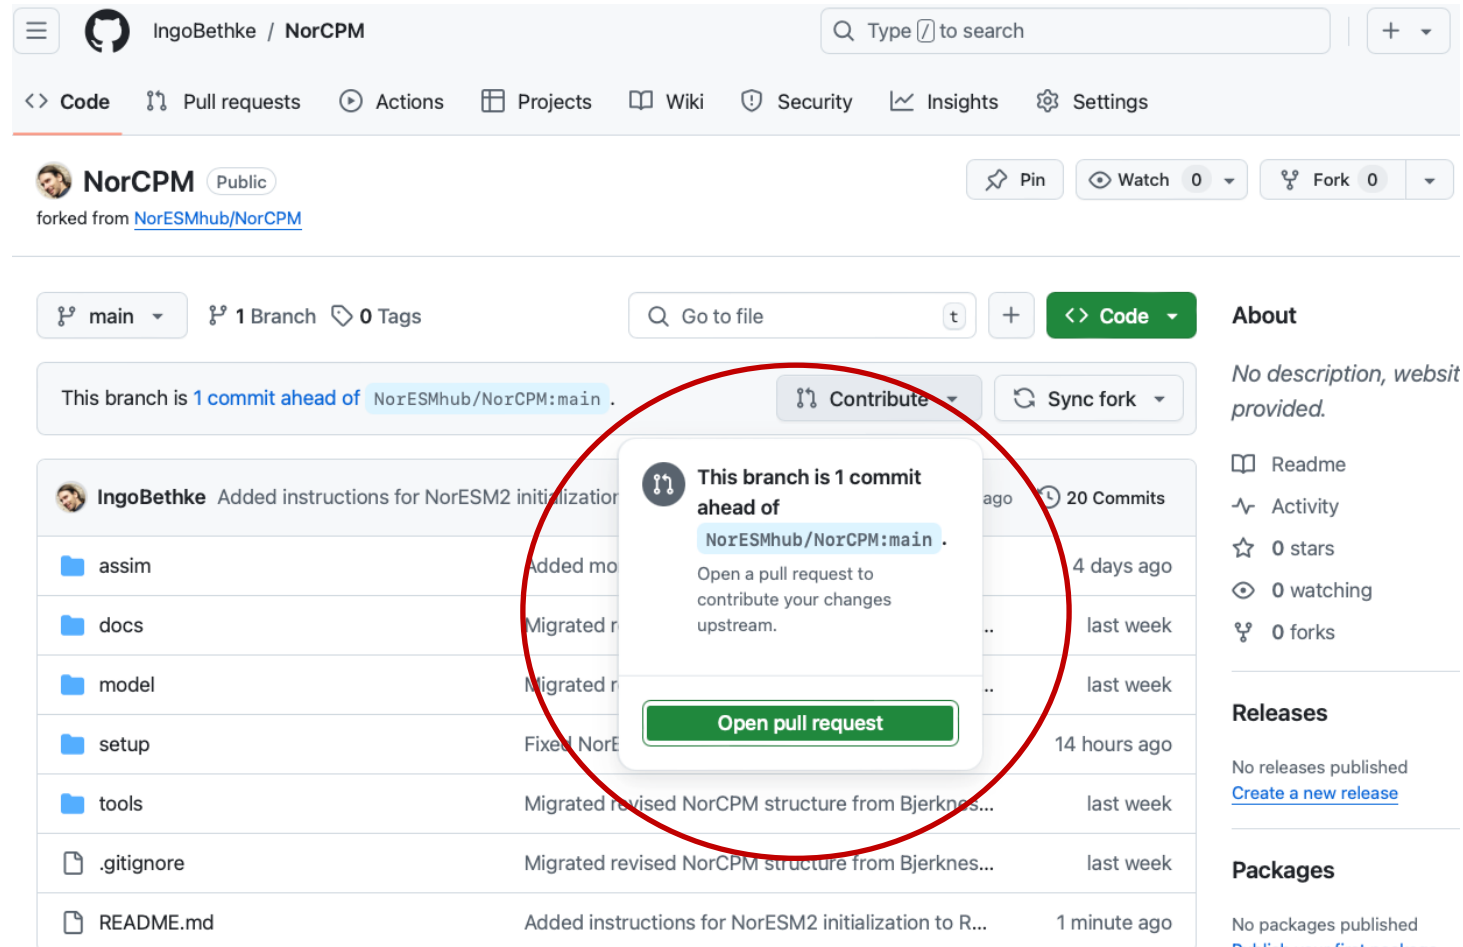 IngoBethke / NorCPM
Type / to search
Code
Pull requests
Actions
Projects
Wiki
Security
Insights
Settings
NorCPM Public
Pin
Watch 0
Fork 0
forked from NorESMhub/NorCPM
main
1 Branch
0 Tags
Go to file t
Code
About
This branch is 1 commit ahead of NorESMhub/NorCPM:main .
Contribute
Sync fork
No description, websit
provided.
This branch is 1 commit
ahead of
NorESMhub/NorCPM:main .
Open a pull request to
contribute your changes
upstream.
Open pull request
IngoBethke Added instructions for NorESM2 initialization
ago
20 Commits
assim Added mo 4 days ago
docs Migrated r .. last week
model Migrated r .. last week
setup Fixed NorE 14 hours ago
tools Migrated revised NorCPM structure from Bjerknes... last week
.gitignore Migrated revised NorCPM structure from Bjerknes... last week
README.md Added instructions for NorESM2 initialization to R... 1 minute ago
Readme
Activity
0 stars
0 watching
0 forks
Releases
No releases published
Create a new release
Packages
No packages published